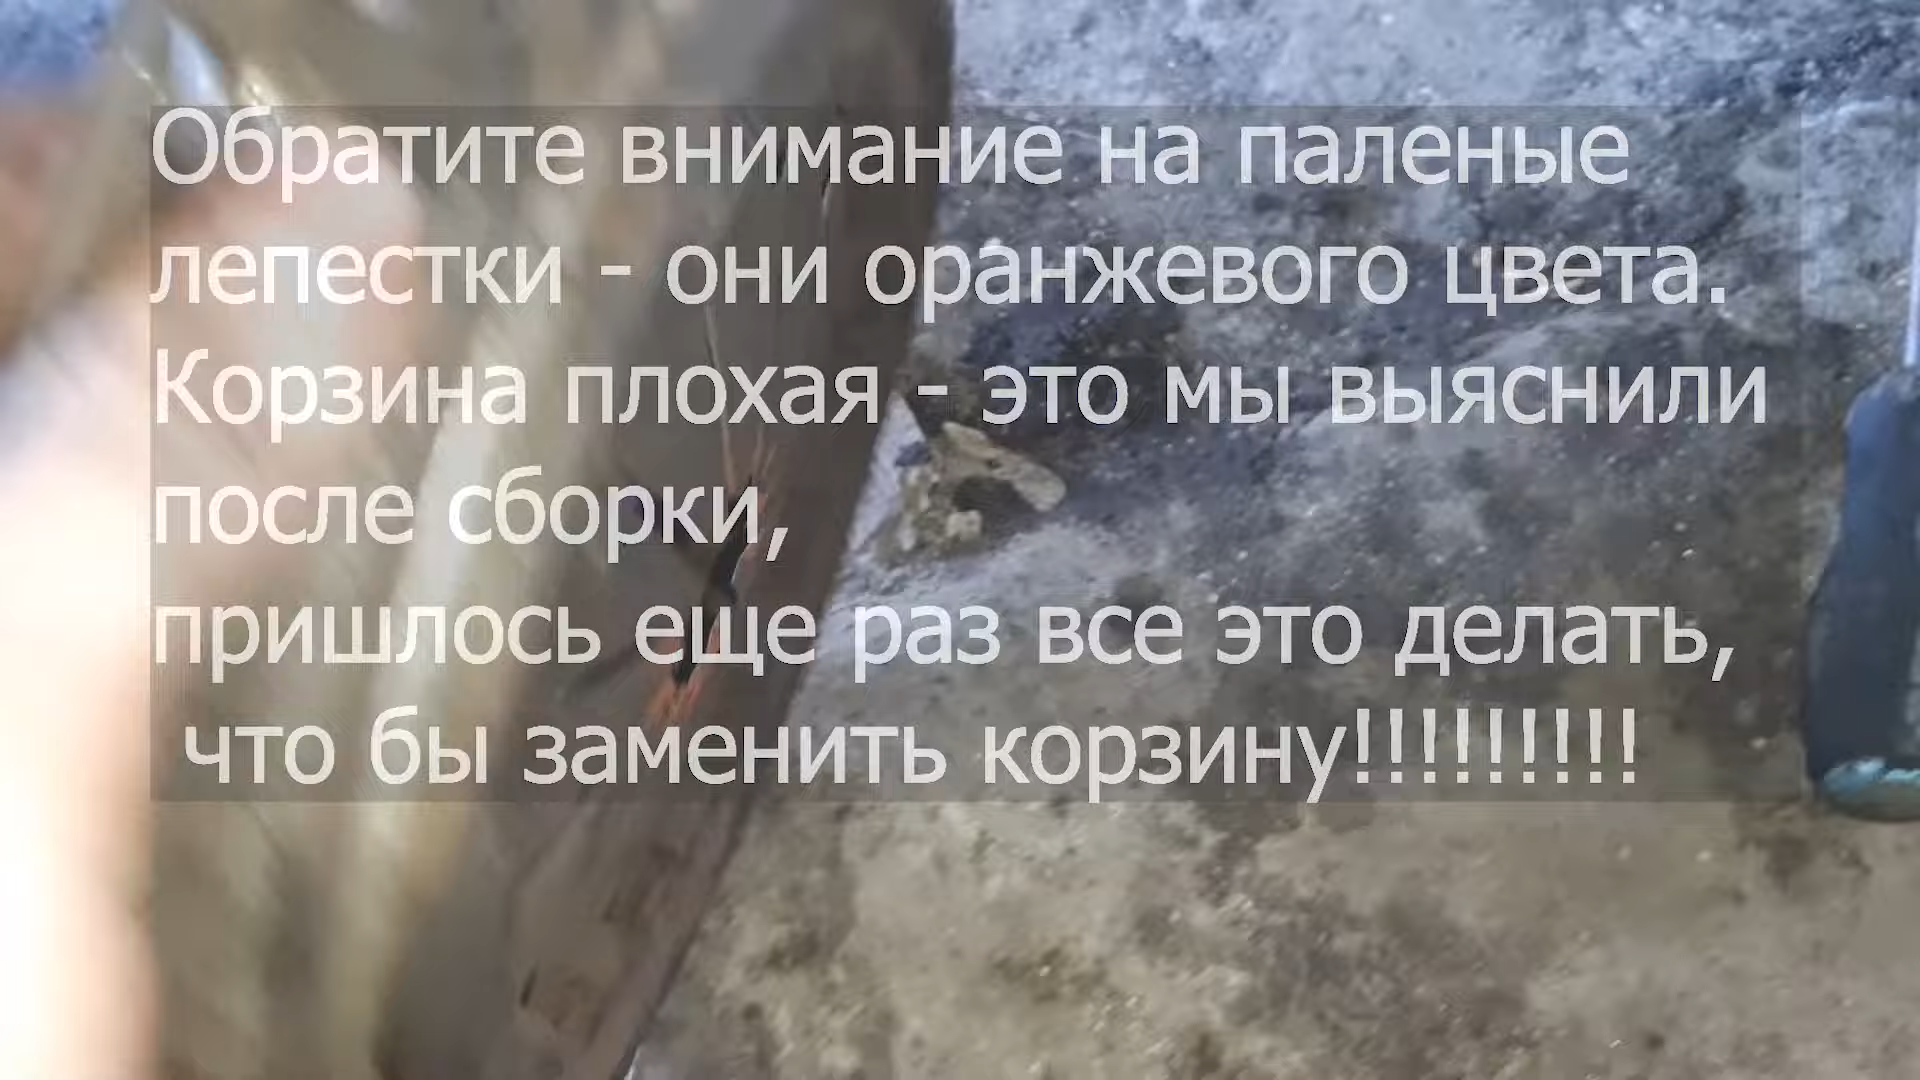 Обратите внимание на паленые
лепестки - они оранжевого цвета.
Корзина плохая - это мы выяснили
после сборки,
пришлось еще раз все это делать,
что бы заменить корзину!!!!!!!!!